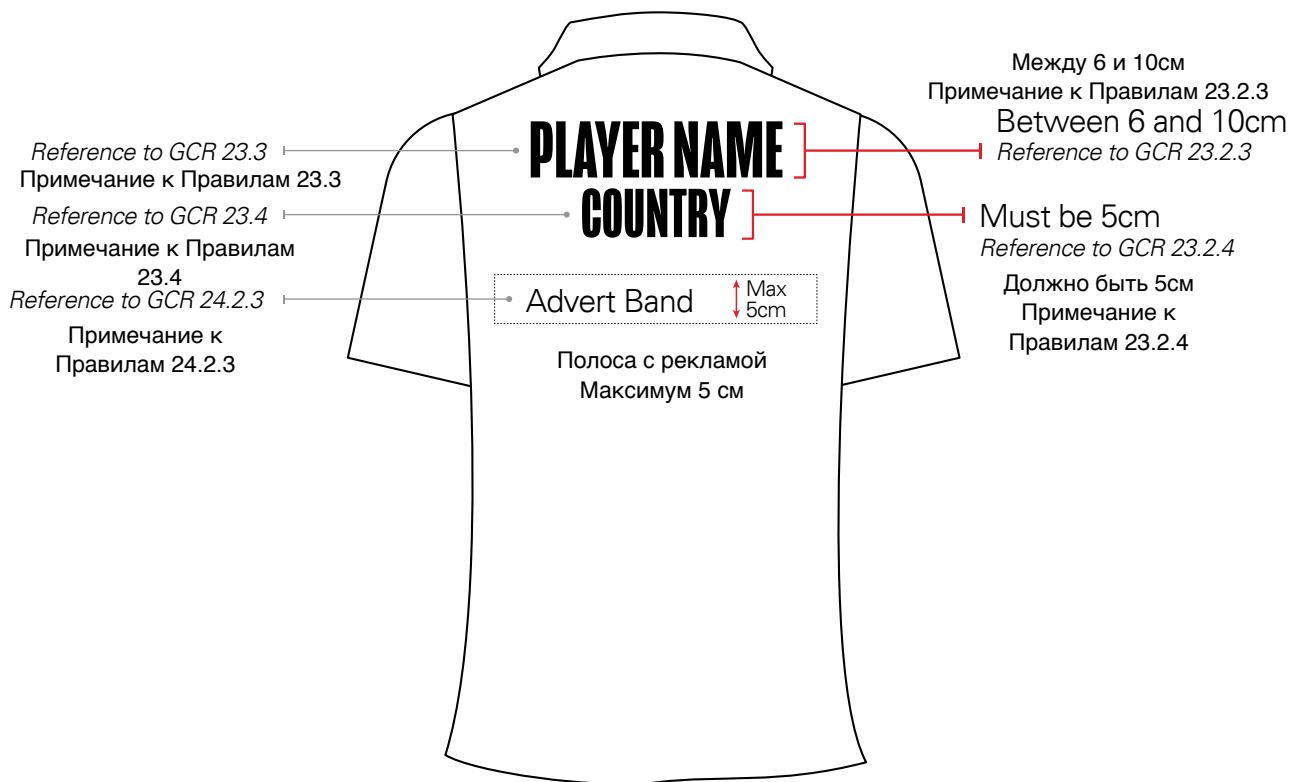 Между 6 и 10см
Примечание к Правилам 23.2.3
Between 6 and 10cm
Reference to GCR 23.2.3
PLAYER NAME
Reference to GCR 23.3
Примечание к Правилам 23.3
COUNTRY
Reference to GCR 23.4
Примечание к Правилам
23.4
Must be 5cm
Reference to GCR 23.2.4
Должно быть 5см
Примечание к
Правилам 23.2.4
Reference to GCR 24.2.3
Примечание к
Правилам 24.2.3
Advert Band
Max
5cm
Полоса с рекламой
Максимум 5 см